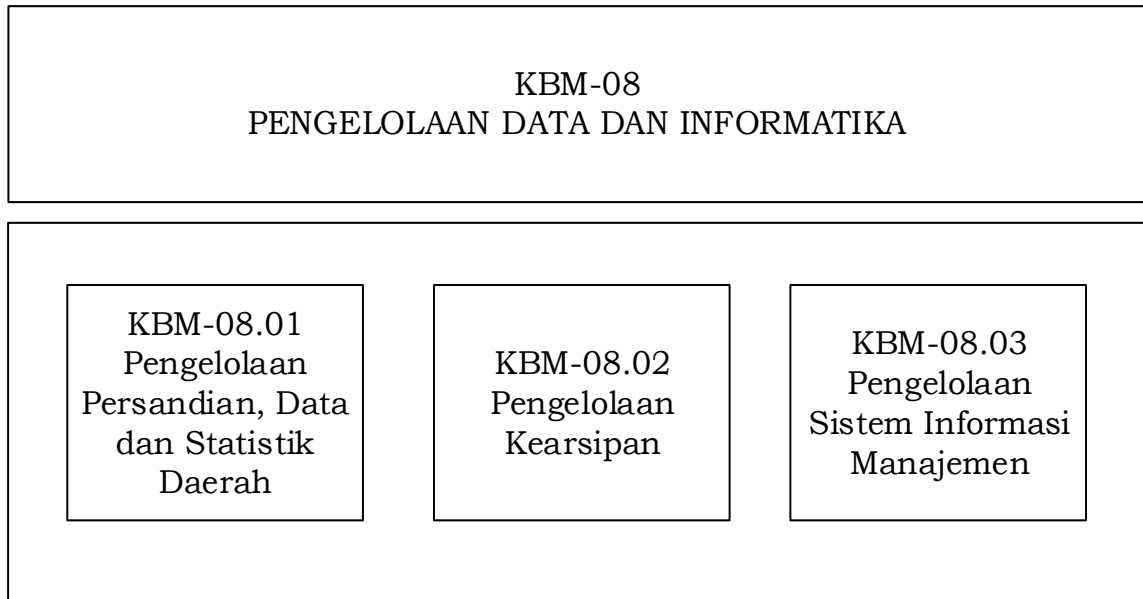 KBM-08
PENGELOLAAN DATA DAN INFORMATIKA
KBM-08.01
Pengelolaan
Persandian, Data
dan Statistik
Daerah
KBM-08.02
Pengelolaan
Kearsipan
KBM-08.03
Pengelolaan
Sistem Informasi
Manajemen